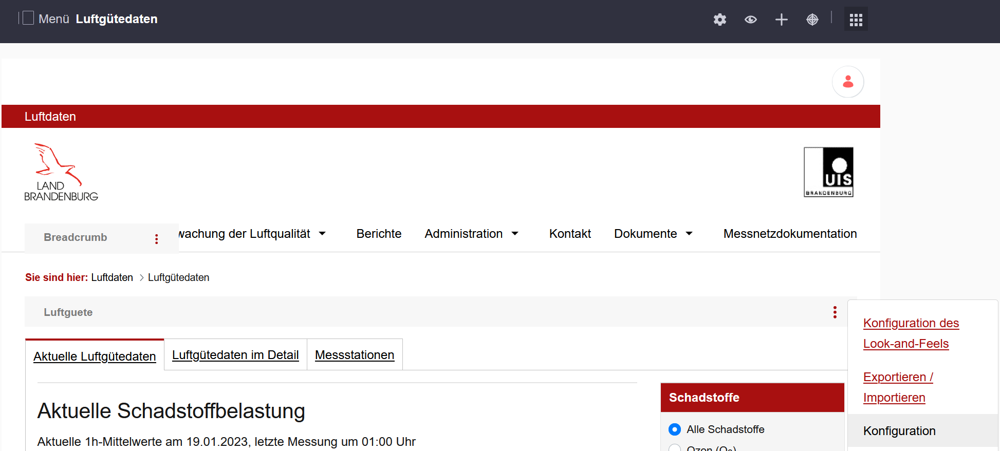 Menü Luftgütedaten
Luftdaten
LAND
BRANDENBURG
UIS
BRANDENBURG
Breadcrumb
wachung der Luftqualität Berichte Administration Kontakt Dokumente Messnetzdokumentation
Sie sind hier: Luftdaten > Luftgütedaten
Luftguete
Konfiguration des
Look-and-Feels
Exportieren /
Importieren
Konfiguration
Aktuelle Luftgütedaten Luftgütedaten im Detail Messstationen
Aktuelle Schadstoffbelastung
Aktuelle 1h-Mittelwerte am 19.01.2023, letzte Messung um 01:00 Uhr
Schadstoffe
Alle Schadstoffe
Ozon (O₃)